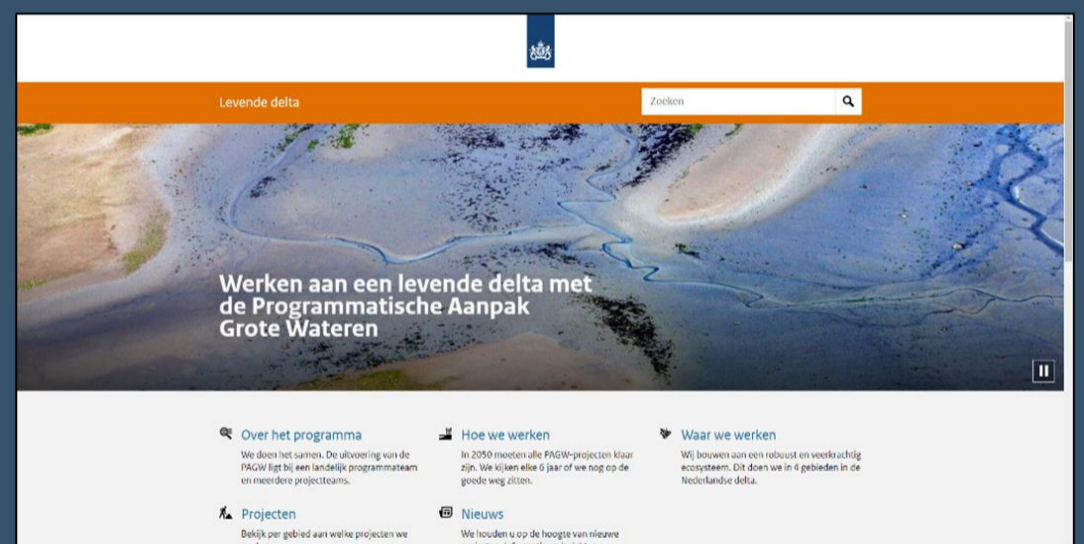 Levende delta
Zoeken
Werken aan een levende delta met
de Programmatische Aanpak
Grote Wateren
Over het programma
We doen het samen. De uitvoering van de
PAGW ligt bij een landelijk programmateam
en meerdere projectteams.
Hoe we werken
In 2050 moeten alle PAGW-projecten klaar
zijn. We kijken elke 6 jaar of we nog op de
goede weg zitten.
Waar we werken
Wij bouwen aan een robuust en veerkrachtig
ecosysteem. Dit doen we in 4 gebieden in de
Nederlandse delta.
Projecten
Bekijk per gebied aan welke projecten we
Nieuws
We houden u op de hoogte van nieuwe